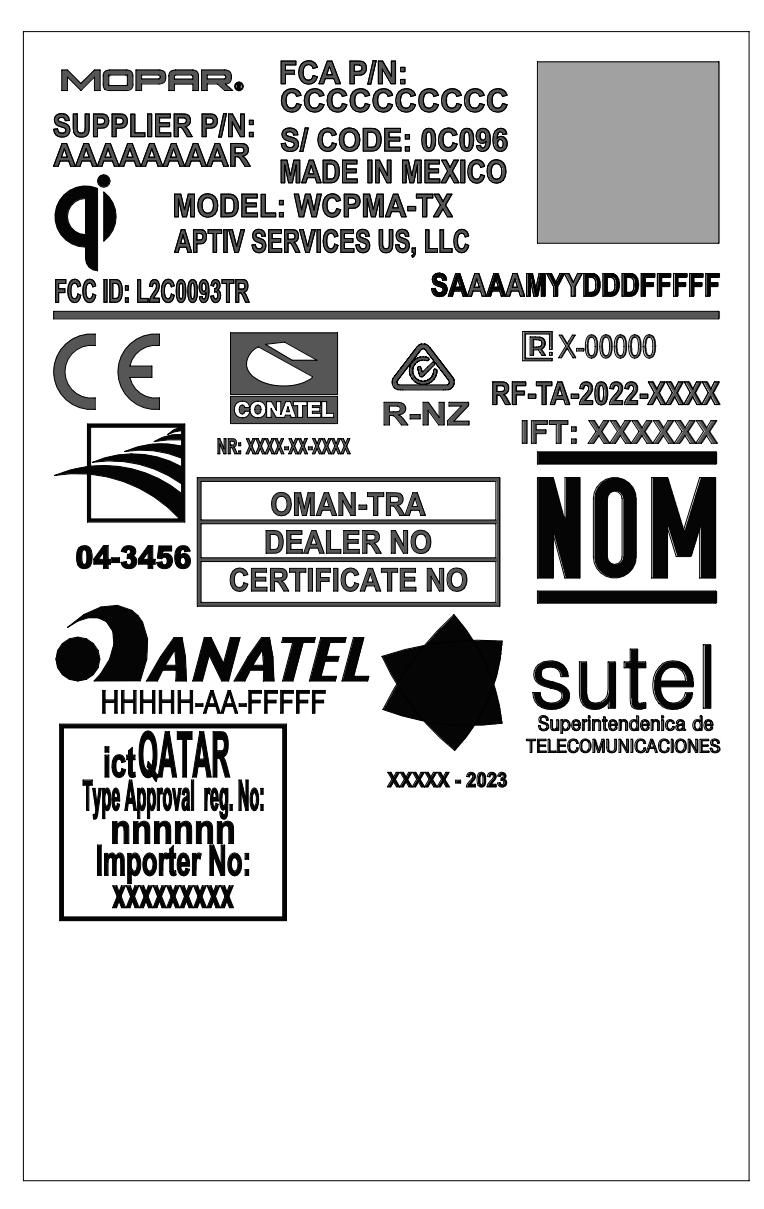 MOPAR®
FCA P/N:
CCCCCCCCCC
SUPPLIER P/N:
AAAAAAAAR
S/ CODE: 0C096
MADE IN MEXICO
qi
MODEL: WCPMA-TX
APTIV SERVICES US, LLC
FCC ID: L2C0093TR
SAAAAMYYDDDFFFFF
CE
CONATEL
NR: XXXX-XX-XXXX
R-NZ
R! X-00000
RF-TA-2022-XXXX
IFT: XXXXXX
04-3456
OMAN-TRA
DEALER NO
CERTIFICATE NO
NOM
ANATEL
HHHHH-AA-FFFFF
XXXXX - 2023
sutel
Superintendenica de
TELECOMUNICACIONES
ictQATAR
Type Approval reg. No:
nnnnnn
Importer No:
XXXXXXXXX